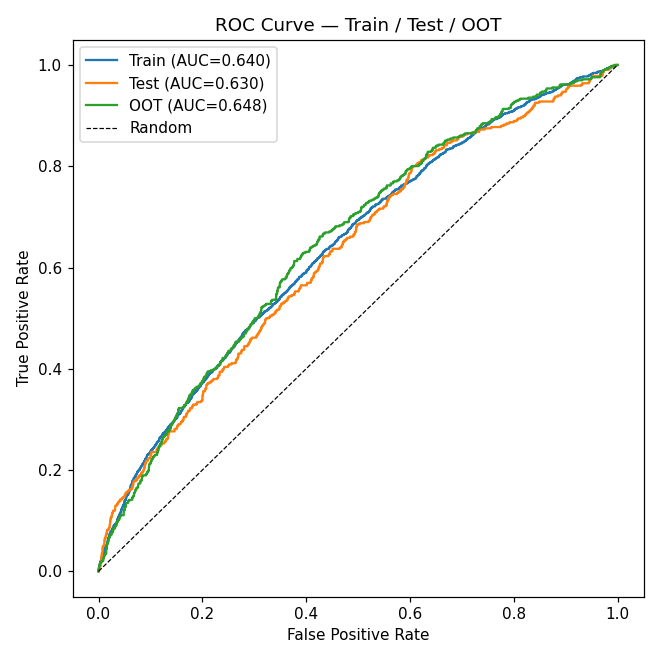 ROC Curve — Train / Test / OOT
Train (AUC=0.640)
Test (AUC=0.630)
OOT (AUC=0.648)
Random
True Positive Rate
1.0
0.8
0.6
0.4
0.2
0.0
0.0 0.2 0.4 0.6 0.8 1.0
False Positive Rate